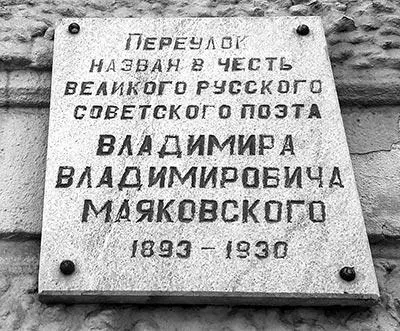 Переулок
назван в честь
великого русского
советского поэта
Владимира
Владимировича
Маяковского
1893 – 1930